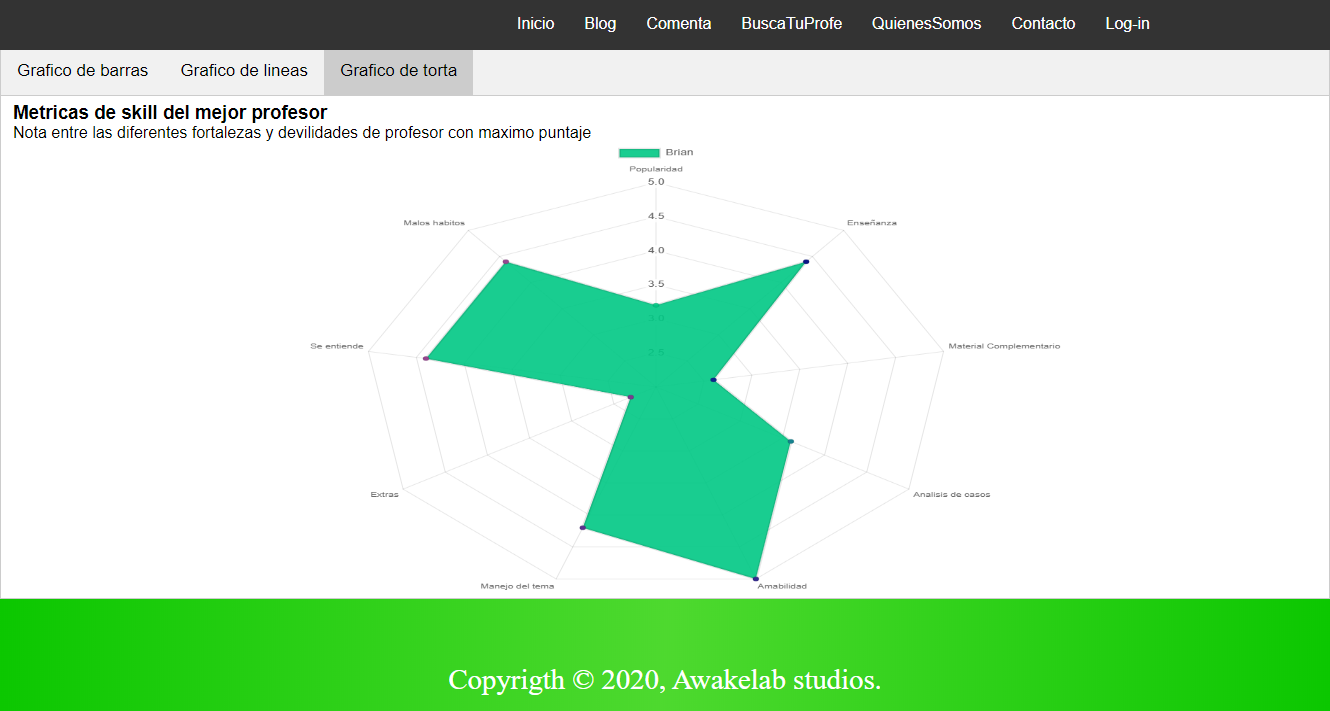 Inicio Blog Comenta BuscaTuProfe QuienesSomos Contacto Log-in
Grafico de barras Grafico de lineas Grafico de torta
Metricas de skill del mejor profesor
Nota entre las diferentes fortalezas y devilidades de profesor con maximo puntaje
Brian
Popularidad
5.0
Malos habitos
Enseñanza
4.5
4.0
3.5
3.0
Se entiende
Material Complementario
2.5
Extras
Analisis de casos
Manejo del tema
Amabilidad
Copyrigth © 2020, Awakelab studios.